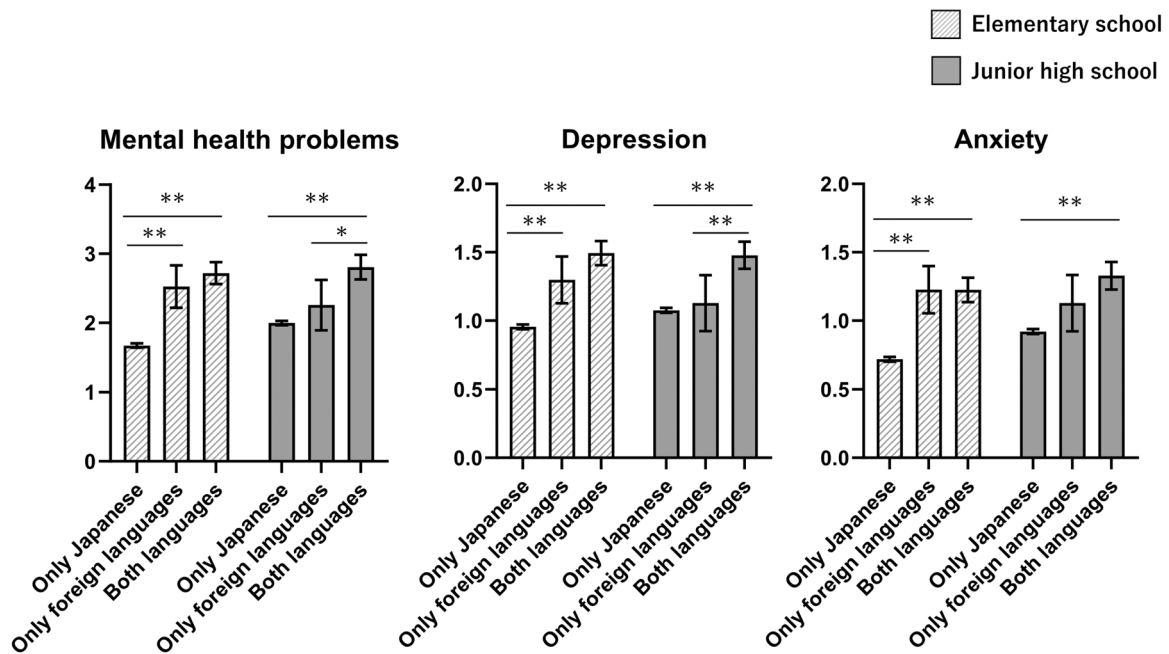 Elementary school
Junior high school
Mental health problems
4
3
2
1
0
**
**
**
*
Only Japanese
Only foreign languages
Both languages
Only Japanese
Only foreign languages
Both languages
Depression
2.0
1.5
1.0
0.5
0.0
**
**
**
**
Only Japanese
Only foreign languages
Both languages
Only Japanese
Only foreign languages
Both languages
Anxiety
2.0
1.5
1.0
0.5
0.0
**
**
**
Only Japanese
Only foreign languages
Both languages
Only Japanese
Only foreign languages
Both languages